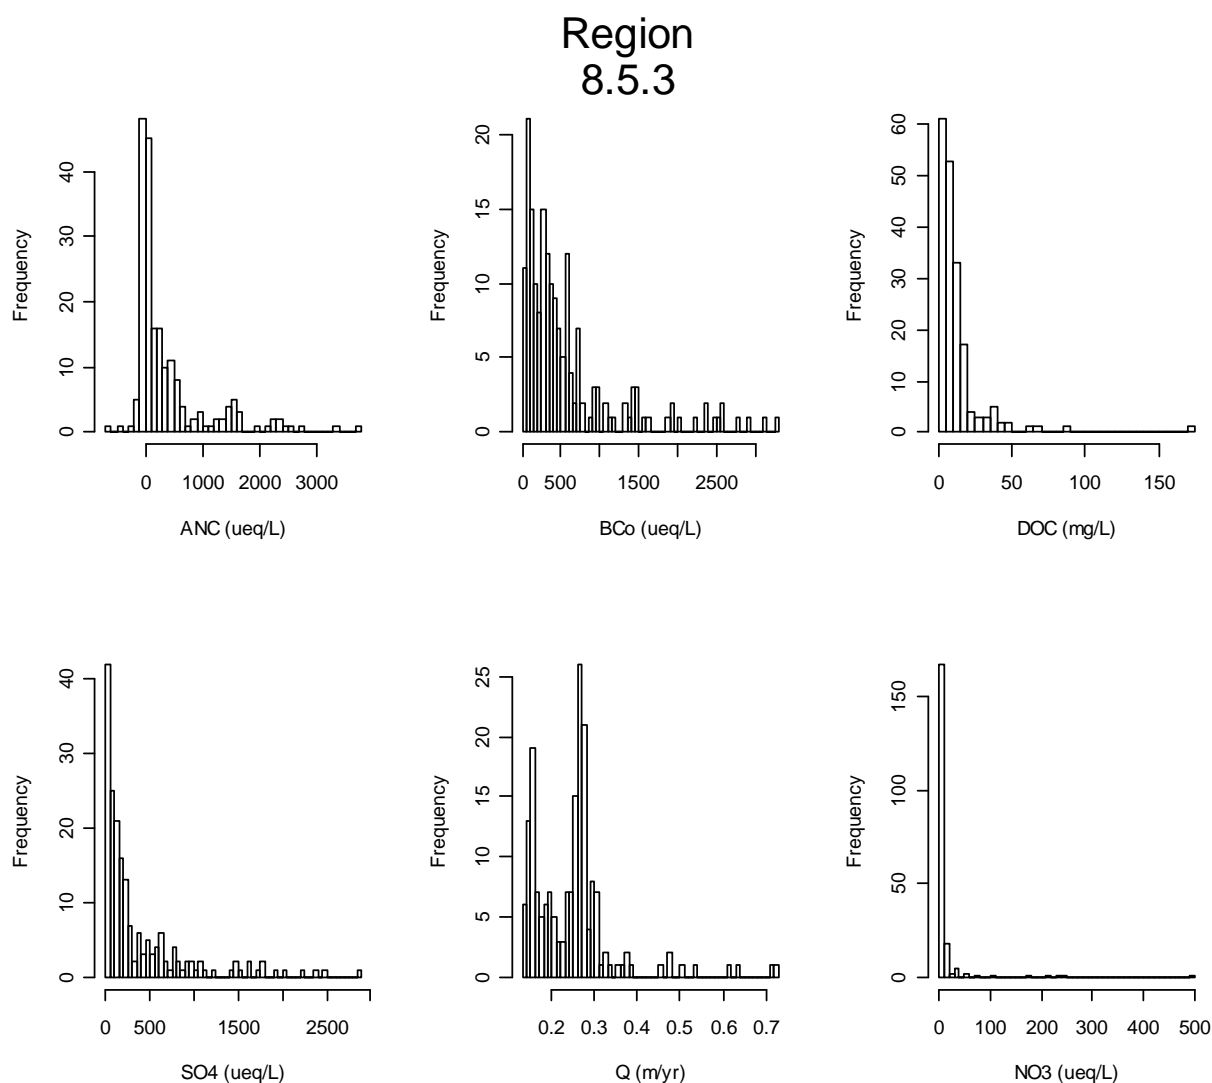 Region
8.5.3
Frequency
0 10 20 30 40
0 1000 2000 3000
ANC (ueq/L)
Frequency
0 5 10 15 20
0 500 1500 2500
BCo (ueq/L)
Frequency
0 10 20 30 40 50 60
0 50 100 150
DOC (mg/L)
Frequency
0 10 20 30 40
0 500 1500 2500
SO4 (ueq/L)
Frequency
0 5 10 15 20 25
0.2 0.3 0.4 0.5 0.6 0.7
Q (m/yr)
Frequency
0 50 100 150
0 100 200 300 400 500
NO3 (ueq/L)